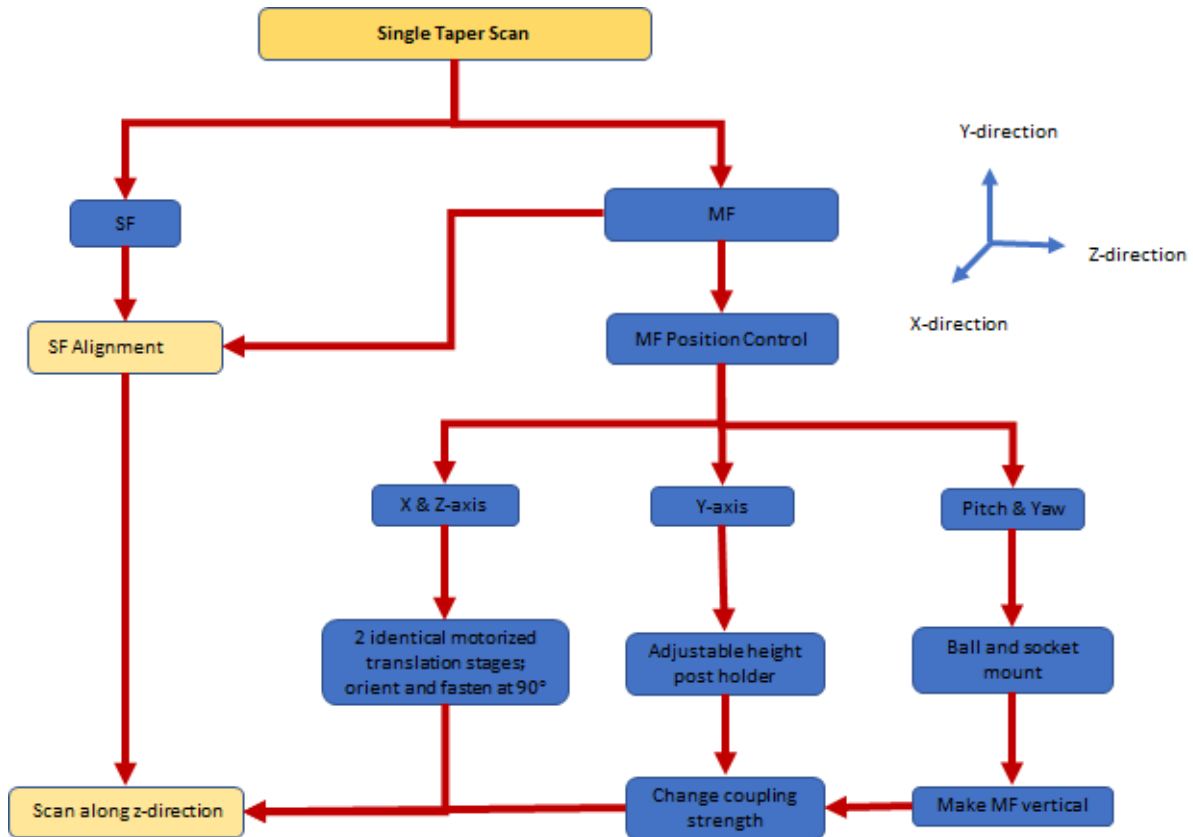 Single Taper Scan
Y-direction
SF
MF
Z-direction
X-direction
SF Alignment
MF Position Control
X & Z-axis
Y-axis
Pitch & Yaw
2 identical motorized
translation stages;
orient and fasten at 90°
Adjustable height
post holder
Ball and socket
mount
Scan along z-direction
Change coupling
strength
Make MF vertical